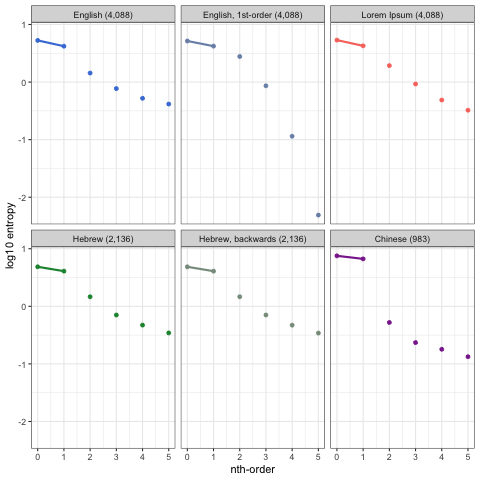 English (4,088)
English, 1st-order (4,088)
Lorem Ipsum (4,088)
1
0
-1
-2
Hebrew (2,136)
Hebrew, backwards (2,136)
Chinese (983)
1
0
-1
-2
0 1 2 3 4 5
0 1 2 3 4 5
0 1 2 3 4 5
log10 entropy
nth-order